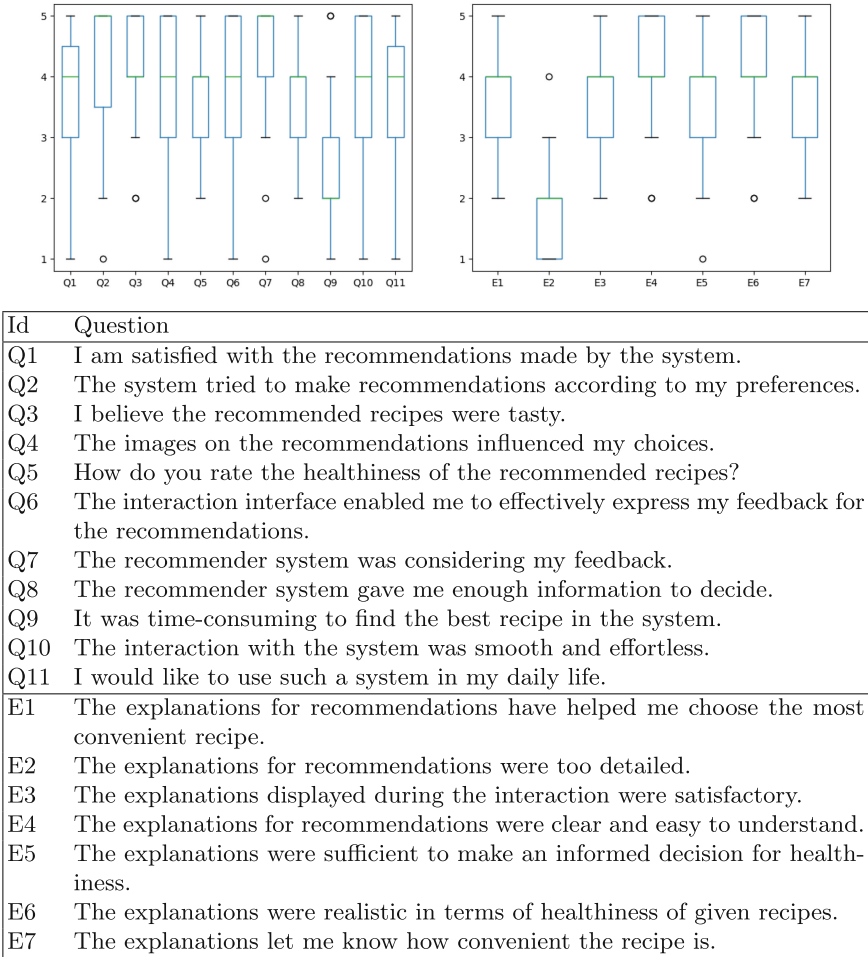 5
4
3
2
1
Q1 Q2 Q3 Q4 Q5 Q6 Q7 Q8 Q9 Q10 Q11
5
4
3
2
1
E1 E2 E3 E4 E5 E6 E7
Id Question
Q1 I am satisfied with the recommendations made by the system.
Q2 The system tried to make recommendations according to my preferences.
Q3 I believe the recommended recipes were tasty.
Q4 The images on the recommendations influenced my choices.
Q5 How do you rate the healthiness of the recommended recipes?
Q6 The interaction interface enabled me to effectively express my feedback for
the recommendations.
Q7 The recommender system was considering my feedback.
Q8 The recommender system gave me enough information to decide.
Q9 It was time-consuming to find the best recipe in the system.
Q10 The interaction with the system was smooth and effortless.
Q11 I would like to use such a system in my daily life.
E1 The explanations for recommendations have helped me choose the most
convenient recipe.
E2 The explanations for recommendations were too detailed.
E3 The explanations displayed during the interaction were satisfactory.
E4 The explanations for recommendations were clear and easy to understand.
E5 The explanations were sufficient to make an informed decision for health-
iness.
E6 The explanations were realistic in terms of healthiness of given recipes.
E7 The explanations let me know how convenient the recipe is.